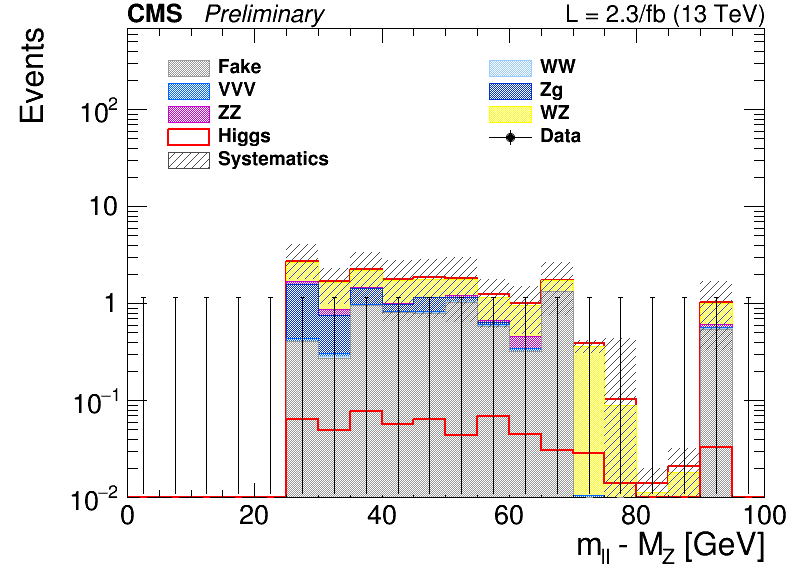 CMS Preliminary L = 2.3/fb (13 TeV)
Events
Fake WW
VVV Zg
ZZ WZ
Higgs Data
Systematics
10²
10
1
10⁻¹
10⁻²
0 20 40 60 80 100
m_ll - M_Z [GeV]